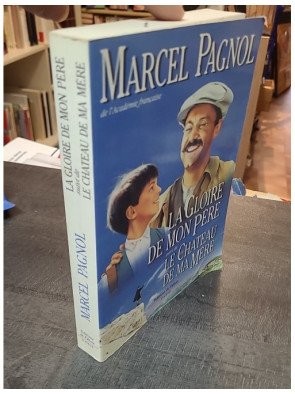 MARCEL PAGNOL
de l'Académie française
LA GLOIRE
DE MON PÈRE
LE CHÂTEAU
DE MA MÈRE
LA GLOIRE DE MON PÈRE
suivi de
LE CHÂTEAU DE MA MÈRE
MARCEL PAGNOL